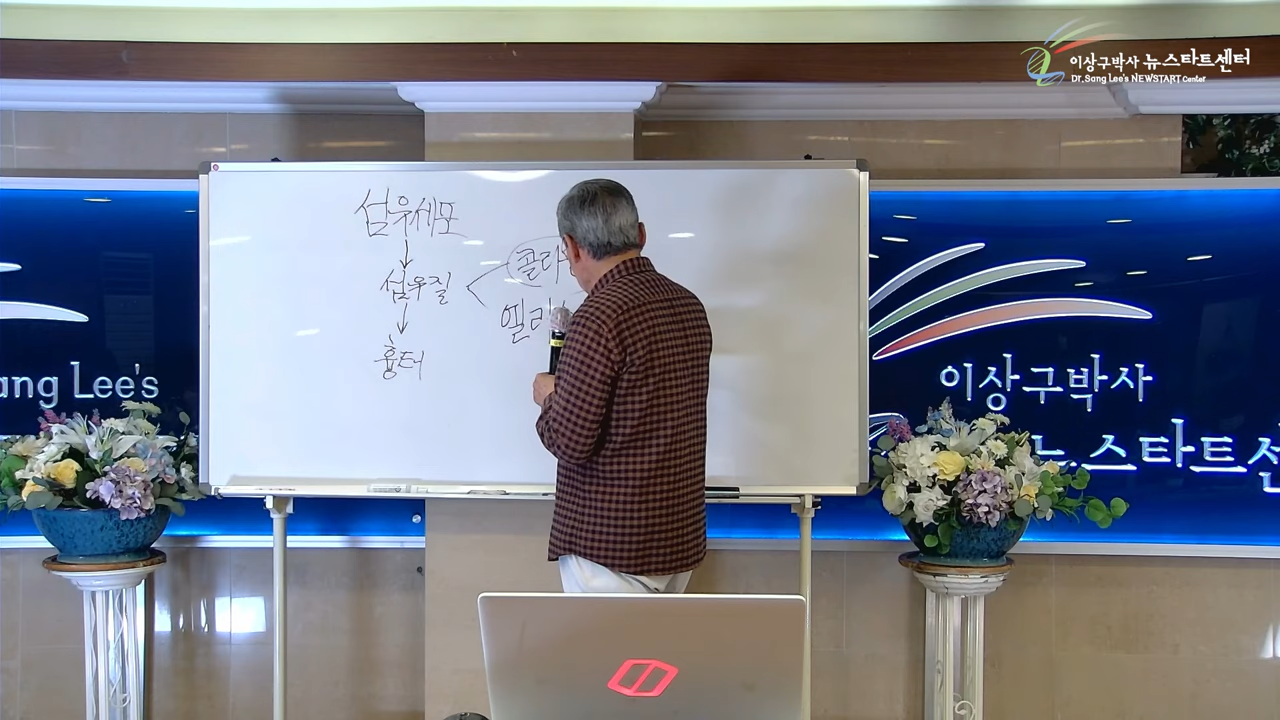 이상구박사 뉴스타트센터
Dr. Sang Lee's NEWSTART Center
섬유세포
섬유질
콜라
엘라
흉터
ang Lee's
이상구박사
뉴스타트센